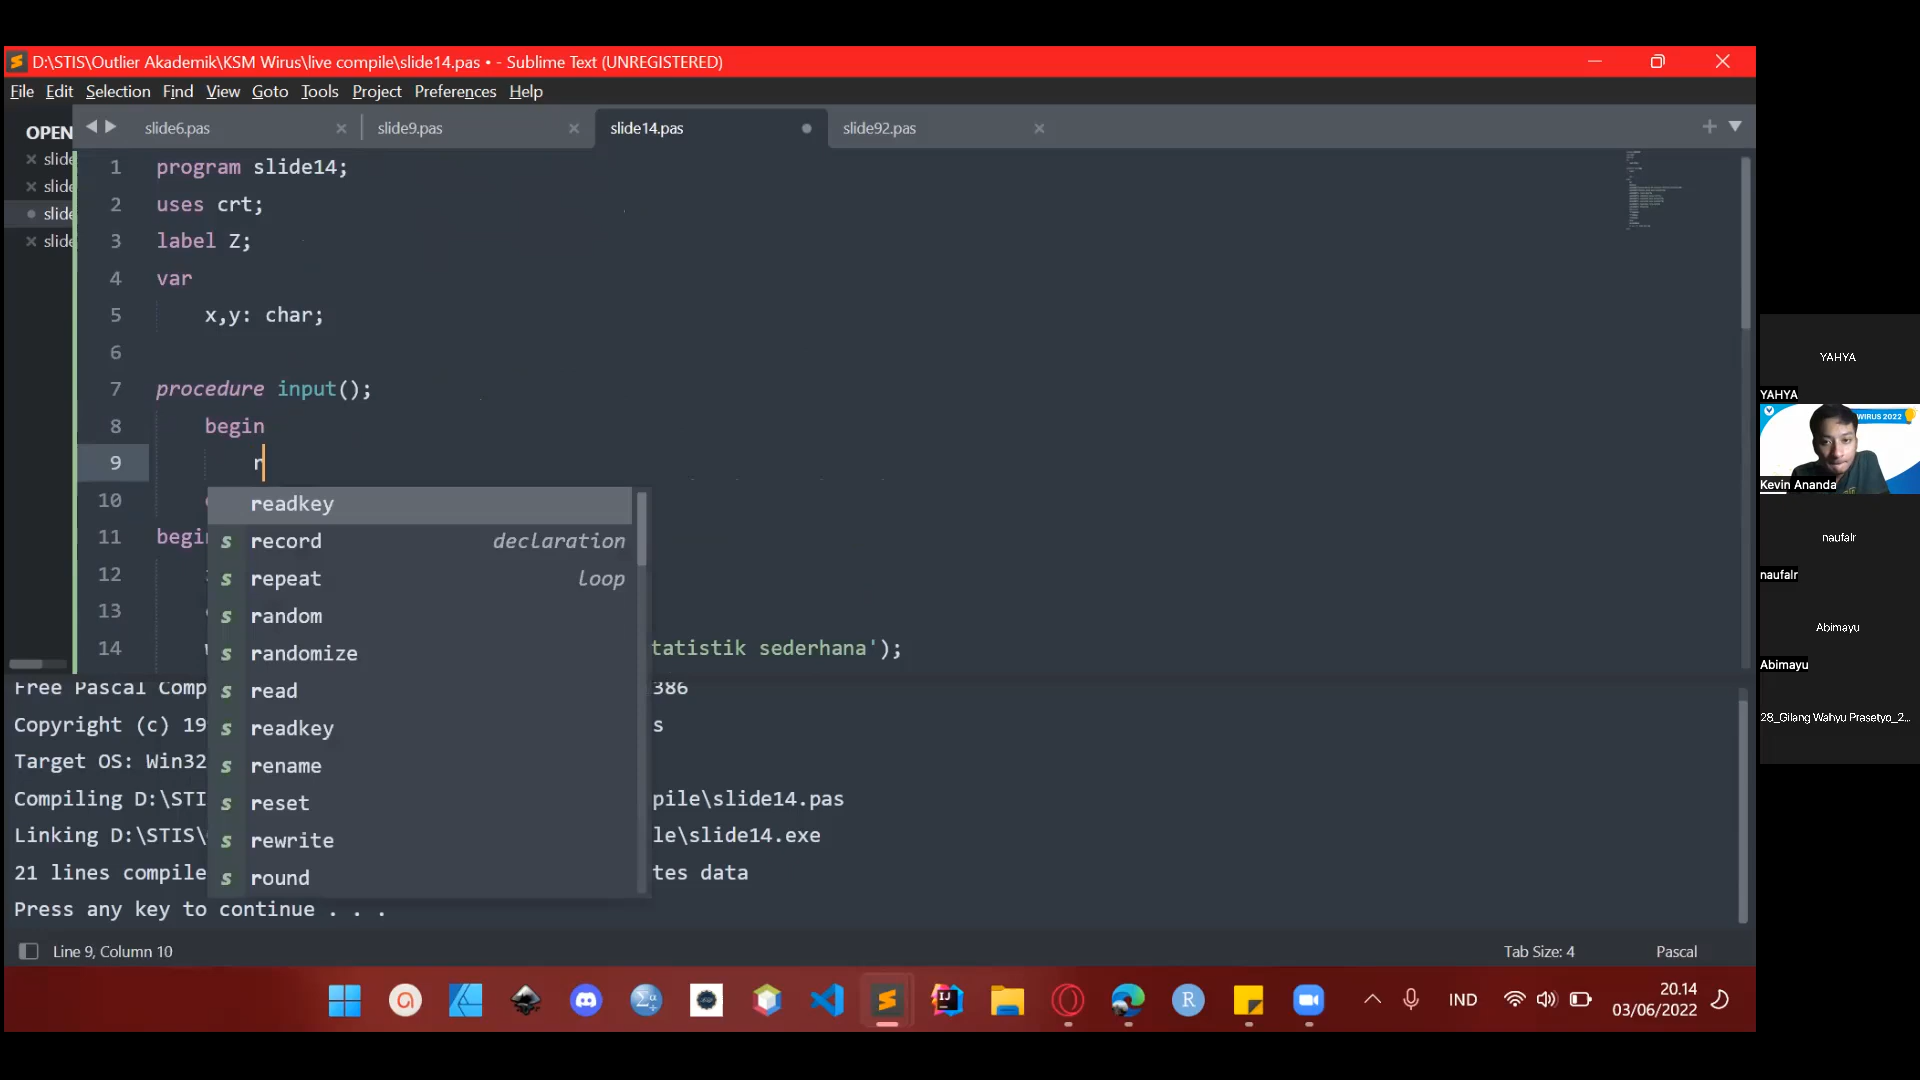 D:\STIS\Outlier Akademik\KSM Wirus\live compile\slide14.pas • - Sublime Text (UNREGISTERED)
File Edit Selection Find View Goto Tools Project Preferences Help
OPEN
slide
slide
slide
slide
slide6.pas
slide9.pas
slide14.pas
slide92.pas
1 program slide14;
2 uses crt;
3 label Z;
4 var
5 x,y: char;
6
7 procedure input();
8 begin
9 r
10
11 begi
12
13
14 tatistik sederhana');
readkey
s record declaration
s repeat loop
s random
s randomize
s read
s readkey
s rename
s reset
s rewrite
s round
Free Pascal Comp 386
Copyright (c) 19 s
Target OS: Win32
Compiling D:\STI pile\slide14.pas
Linking D:\STIS\ le\slide14.exe
21 lines compile tes data
Press any key to continue . . .
Line 9, Column 10
Tab Size: 4
Pascal
IND
20.14
03/06/2022
YAHYA
YAHYA
WIRUS 2022
Kevin Ananda
naufalr
naufalr
Abimayu
Abimayu
28_Gilang Wahyu Prasetyo_2...